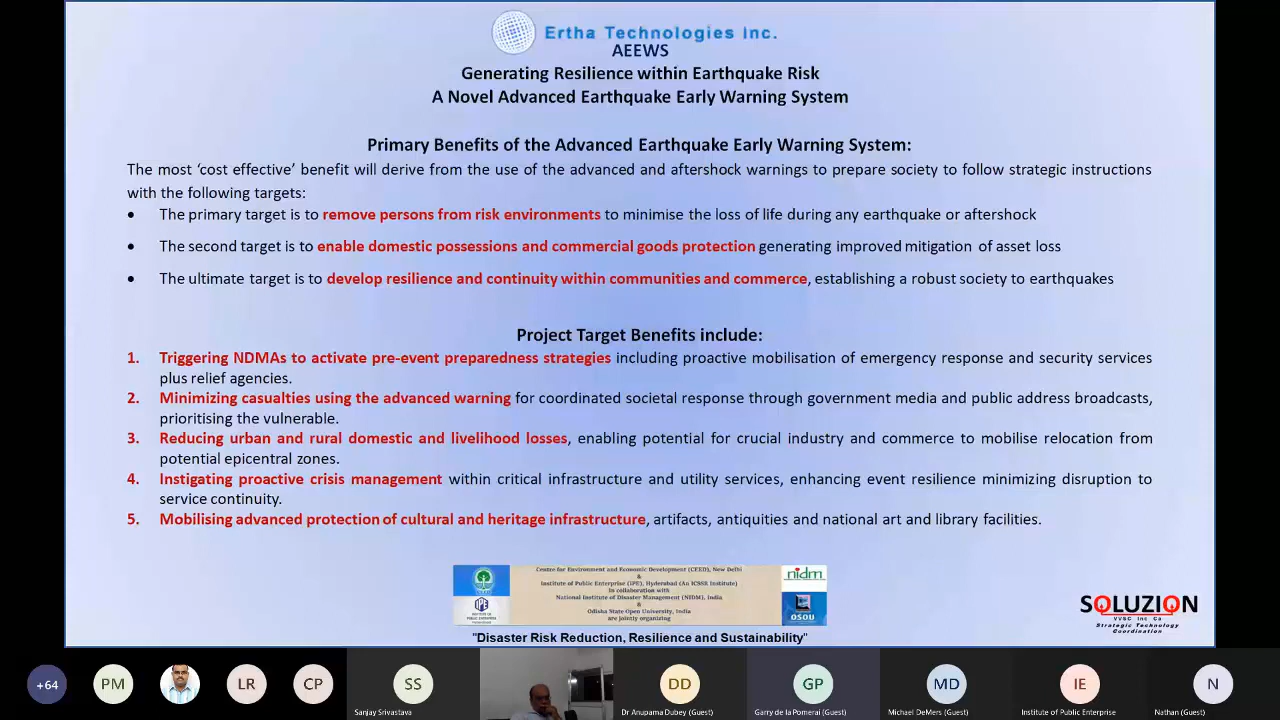 Ertha Technologies Inc.
AEEWS
Generating Resilience within Earthquake Risk
A Novel Advanced Earthquake Early Warning System
Primary Benefits of the Advanced Earthquake Early Warning System:
The most ‘cost effective’ benefit will derive from the use of the advanced and aftershock warnings to prepare society to follow strategic instructions
with the following targets:
• The primary target is to remove persons from risk environments to minimise the loss of life during any earthquake or aftershock
• The second target is to enable domestic possessions and commercial goods protection generating improved mitigation of asset loss
• The ultimate target is to develop resilience and continuity within communities and commerce, establishing a robust society to earthquakes
Project Target Benefits include:
1. Triggering NDMAs to activate pre-event preparedness strategies including proactive mobilisation of emergency response and security services
plus relief agencies.
2. Minimizing casualties using the advanced warning for coordinated societal response through government media and public address broadcasts,
prioritising the vulnerable.
3. Reducing urban and rural domestic and livelihood losses, enabling potential for crucial industry and commerce to mobilise relocation from
potential epicentral zones.
4. Instigating proactive crisis management within critical infrastructure and utility services, enhancing event resilience minimizing disruption to
service continuity.
5. Mobilising advanced protection of cultural and heritage infrastructure, artifacts, antiquities and national art and library facilities.
Centre for Environment and Economic Development (CEED), New Delhi
&
Institute of Public Enterprise (IPE), Hyderabad (An ICSSR Institute)
In collaboration with
National Institute of Disaster Management (NIDM), India
&
Odisha State Open University, India
are jointly organizing
IPE
nidm
OSOU
"Disaster Risk Reduction, Resilience and Sustainability"
SOLUZION
VVSC Inc Ca
Strategic Technology
Coordination
+64
PM
LR
CP
SS
DD
GP
MD
IE
N
Sanjay Srivastava
Dr Anupama Dubey (Guest)
Garry de la Pomerai (Guest)
Michael DeMers (Guest)
Institute of Public Enterprise
Nathan (Guest)